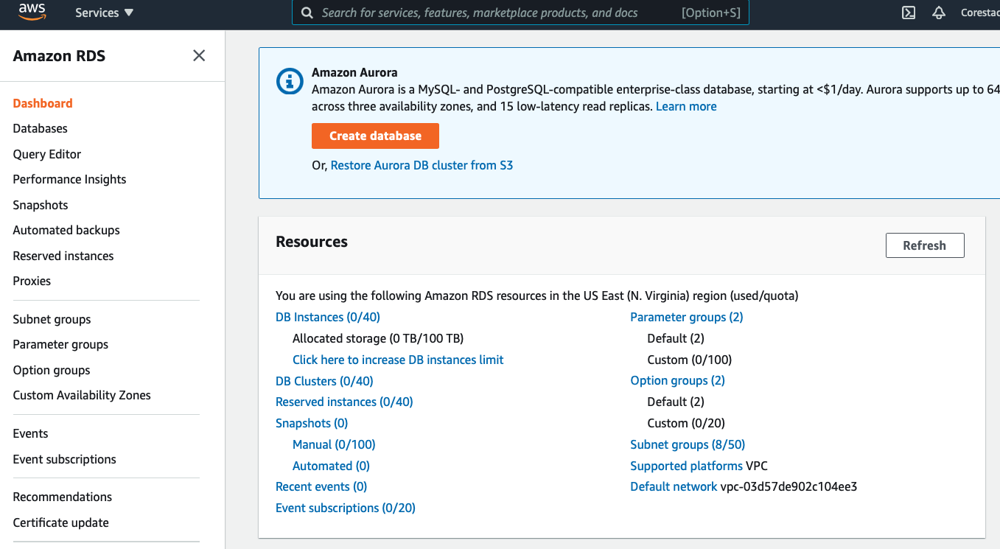 aws
Services
Search for services, features, marketplace products, and docs
[Option+S]
Amazon RDS
Dashboard
Databases
Query Editor
Performance Insights
Snapshots
Automated backups
Reserved instances
Proxies
Subnet groups
Parameter groups
Option groups
Custom Availability Zones
Events
Event subscriptions
Recommendations
Certificate update
Amazon Aurora
Amazon Aurora is a MySQL- and PostgreSQL-compatible enterprise-class database, starting at <$1/day. Aurora supports up to 64
across three availability zones, and 15 low-latency read replicas. Learn more
Create database
Or, Restore Aurora DB cluster from S3
Resources
Refresh
You are using the following Amazon RDS resources in the US East (N. Virginia) region (used/quota)
DB Instances (0/40)
Allocated storage (0 TB/100 TB)
Click here to increase DB instances limit
DB Clusters (0/40)
Reserved instances (0/40)
Snapshots (0)
Manual (0/100)
Automated (0)
Recent events (0)
Event subscriptions (0/20)
Parameter groups (2)
Default (2)
Custom (0/100)
Option groups (2)
Default (2)
Custom (0/20)
Subnet groups (8/50)
Supported platforms VPC
Default network vpc-03d57de902c104ee3